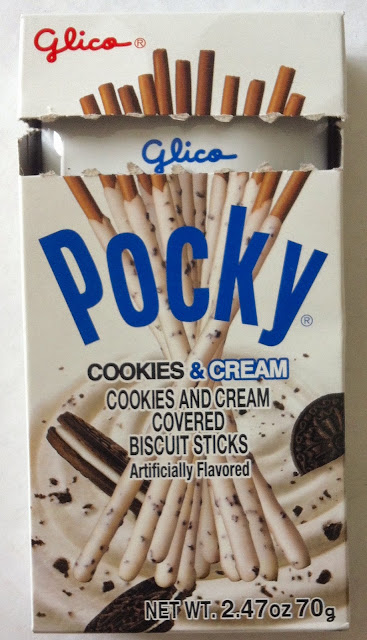 Glico®
Glico
Pocky®
COOKIES & CREAM
COOKIES AND CREAM
COVERED
BISCUIT STICKS
Artificially Flavored
NET WT. 2.47oz 70g